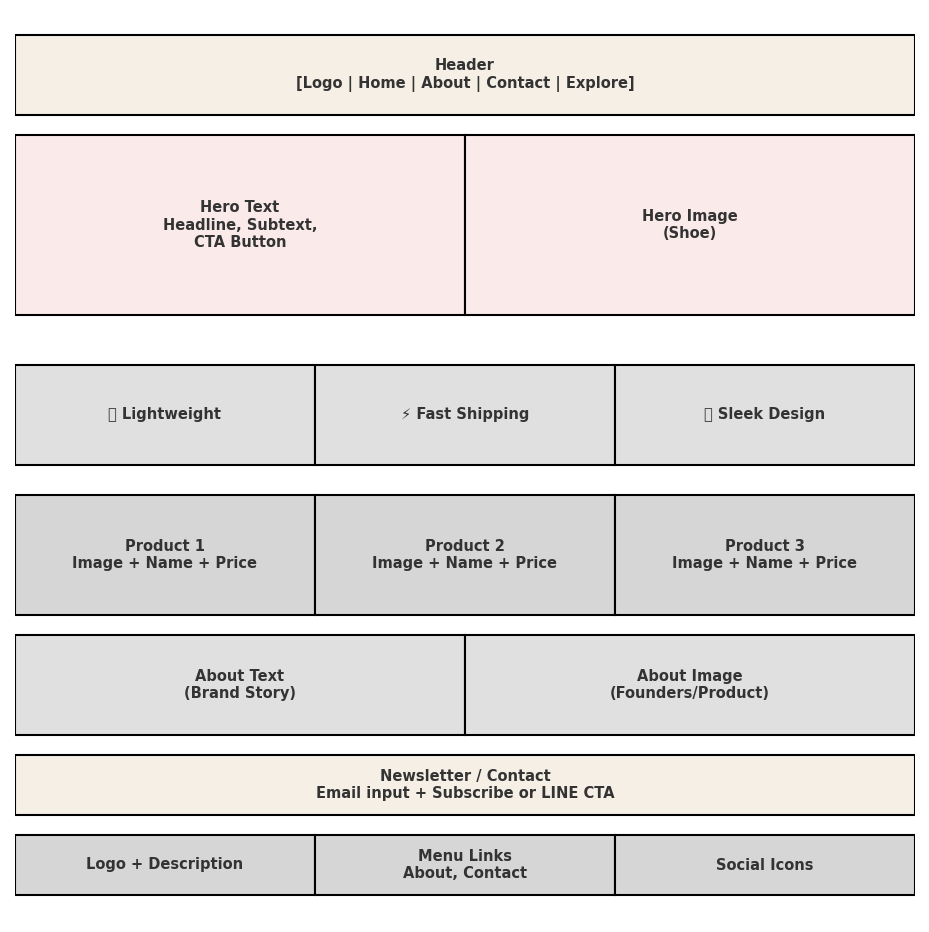 Header
[Logo | Home | About | Contact | Explore]
Hero Text
Headline, Subtext,
CTA Button
Hero Image
(Shoe)
▯ Lightweight
⚡ Fast Shipping
▯ Sleek Design
Product 1
Image + Name + Price
Product 2
Image + Name + Price
Product 3
Image + Name + Price
About Text
(Brand Story)
About Image
(Founders/Product)
Newsletter / Contact
Email input + Subscribe or LINE CTA
Logo + Description
Menu Links
About, Contact
Social Icons